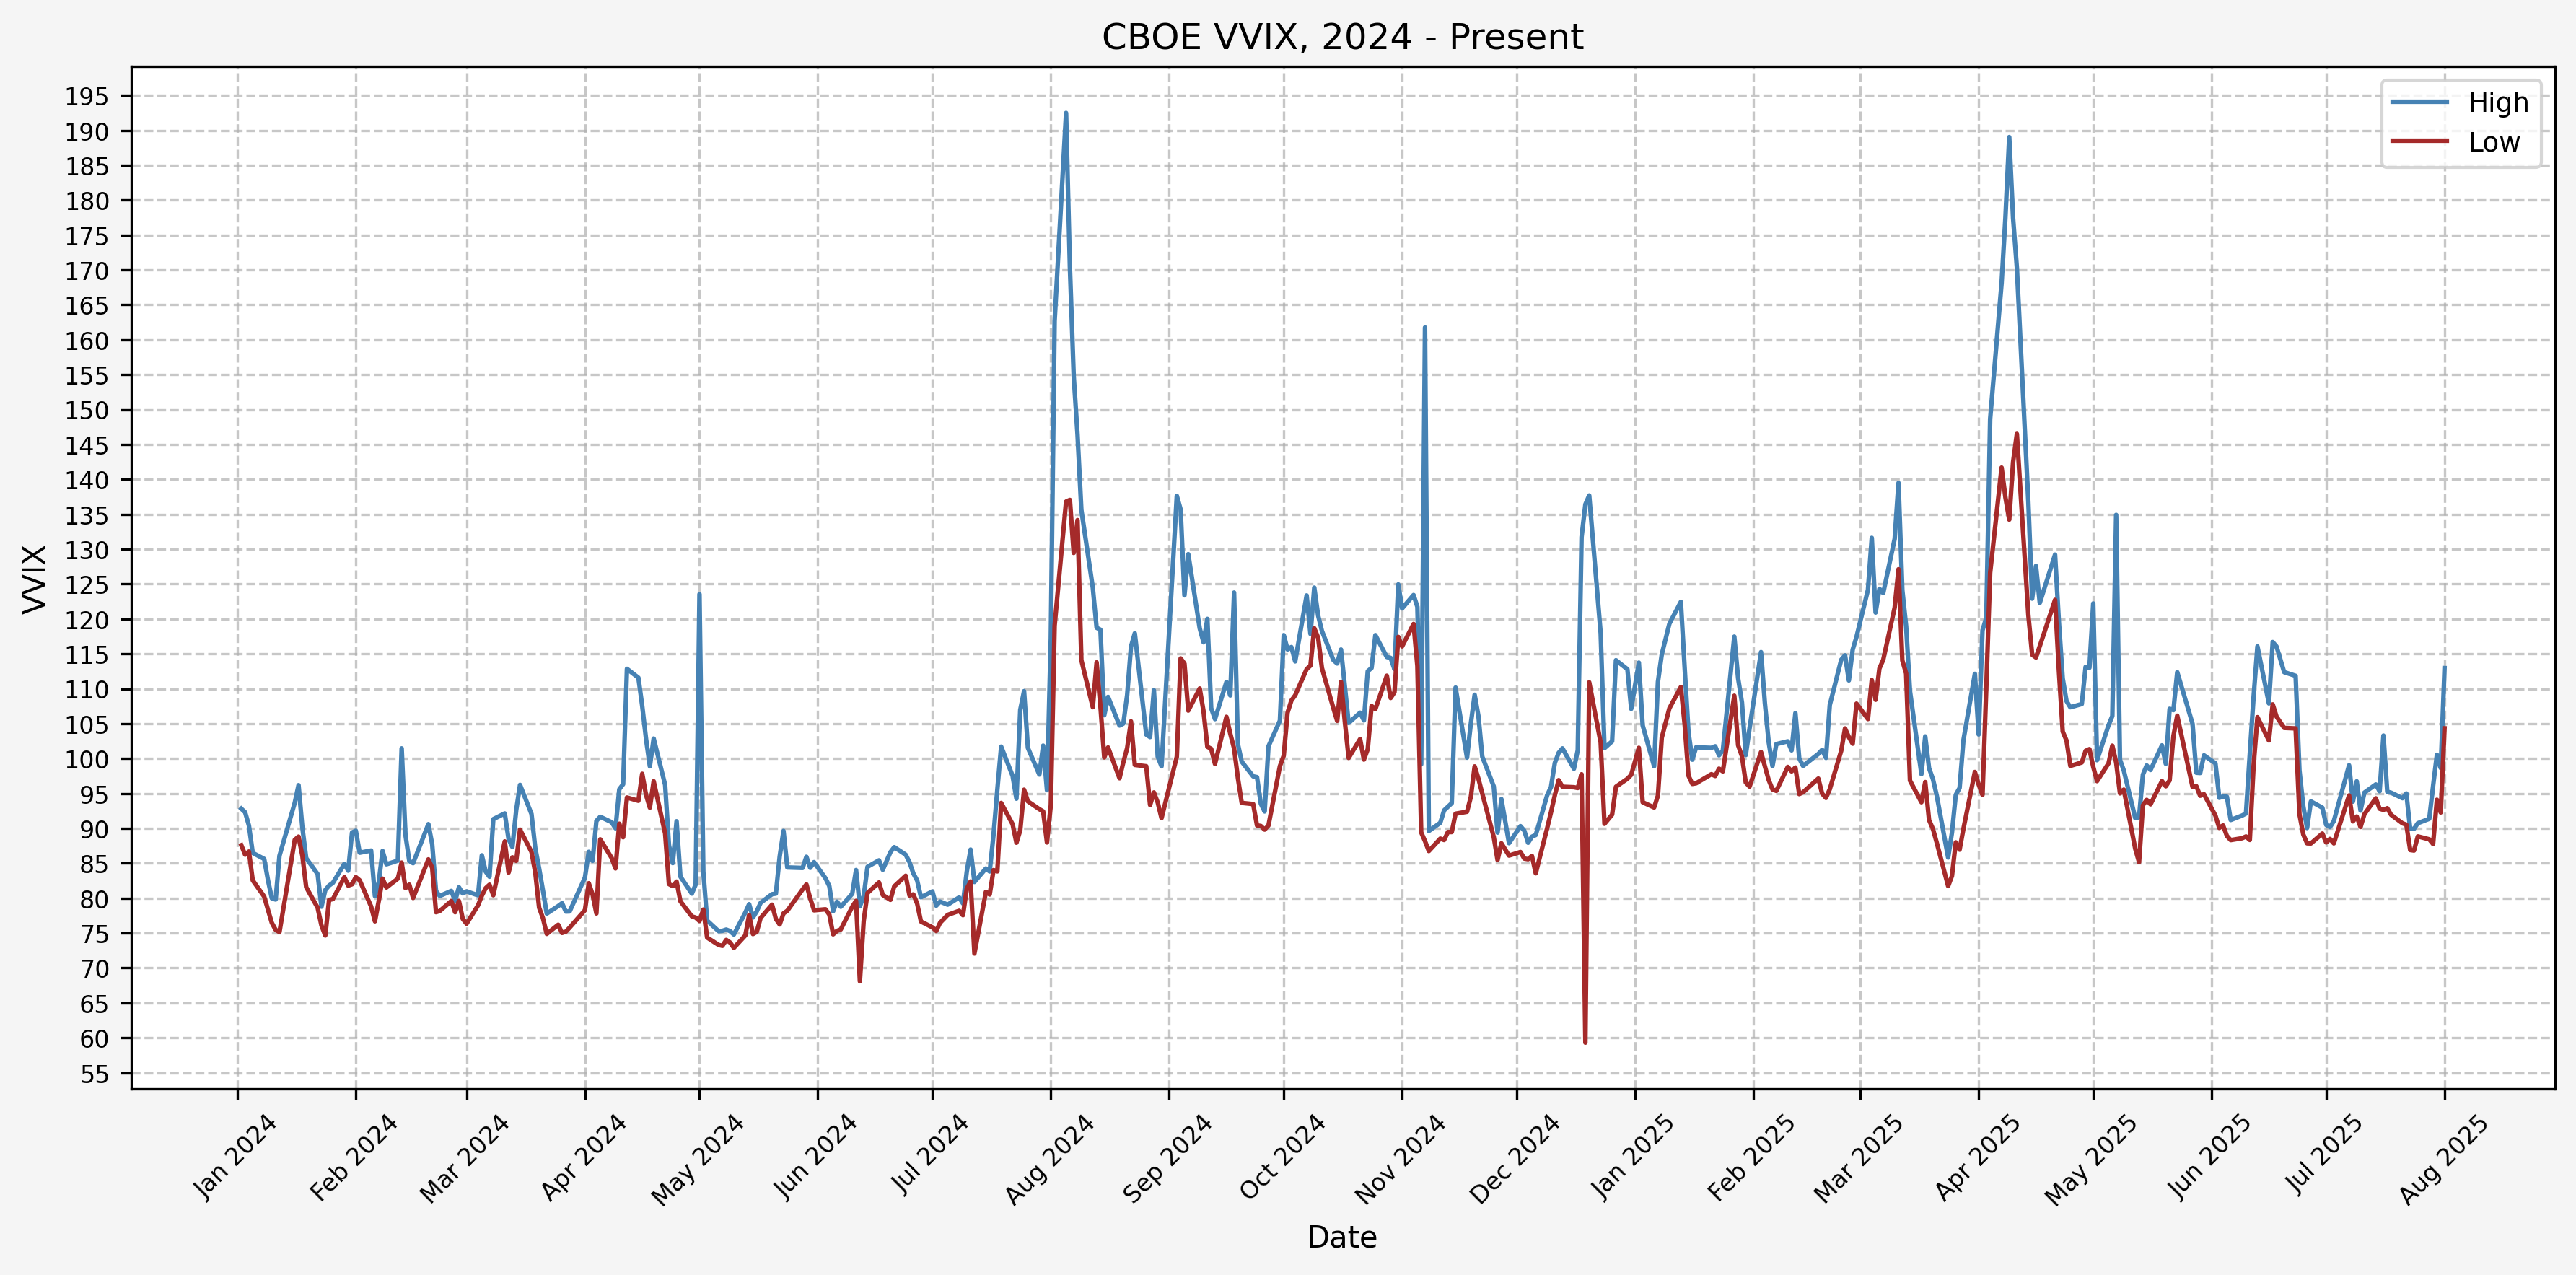 CBOE VVIX, 2024 - Present
High
Low
VVIX
195
190
185
180
175
170
165
160
155
150
145
140
135
130
125
120
115
110
105
100
95
90
85
80
75
70
65
60
55
Jan 2024
Feb 2024
Mar 2024
Apr 2024
May 2024
Jun 2024
Jul 2024
Aug 2024
Sep 2024
Oct 2024
Nov 2024
Dec 2024
Jan 2025
Feb 2025
Mar 2025
Apr 2025
May 2025
Jun 2025
Jul 2025
Aug 2025
Date